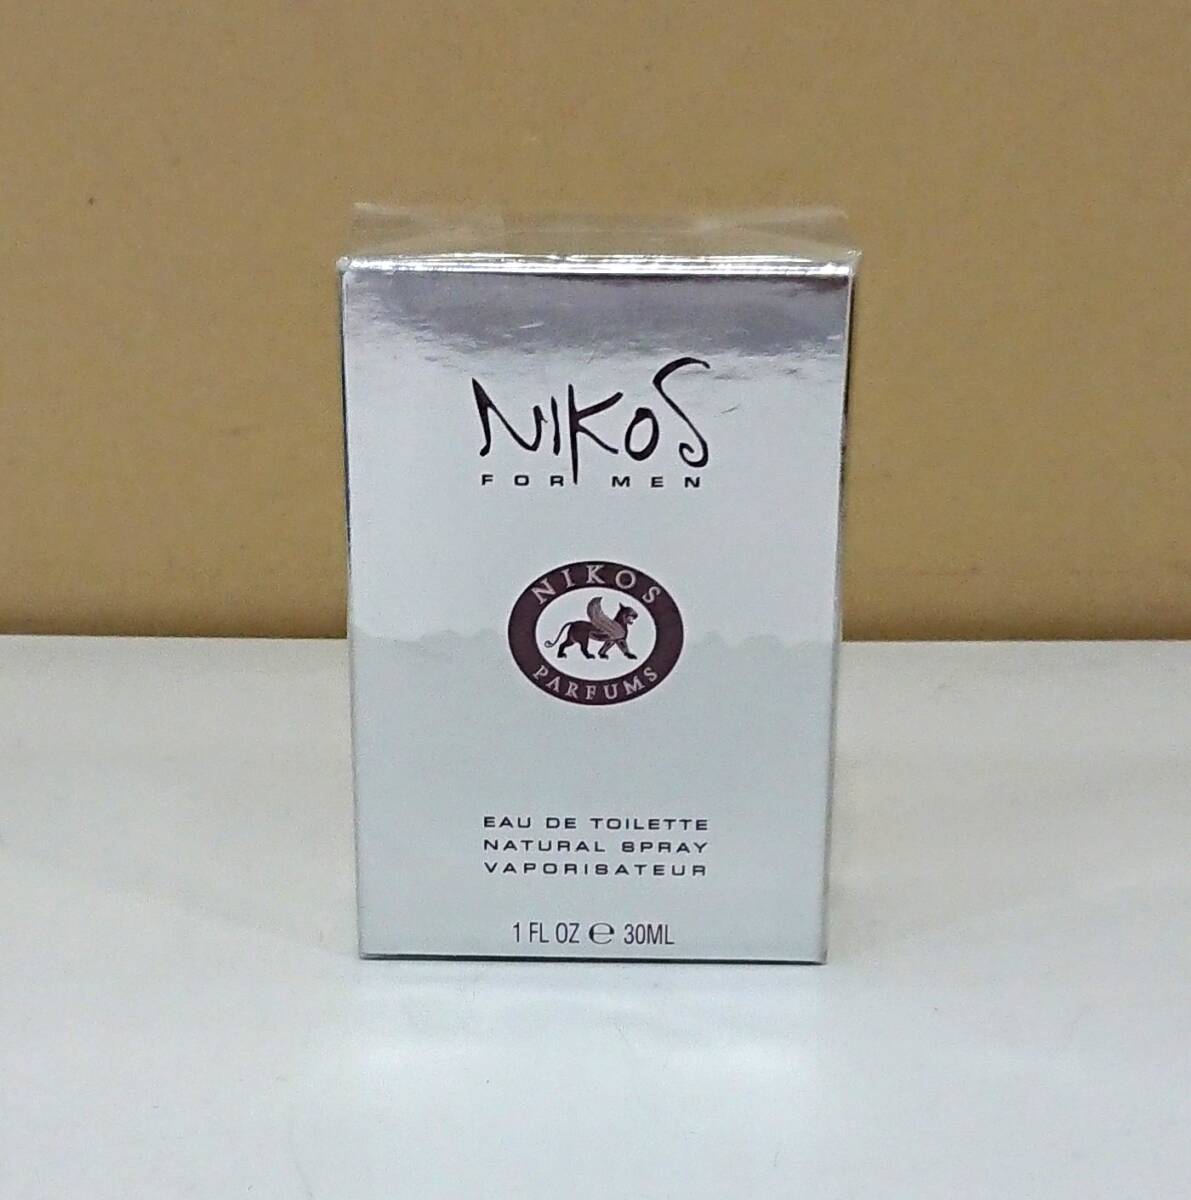 NIKOS
FOR MEN
NIKOS
PARFUMS
EAU DE TOILETTE
NATURAL SPRAY
VAPORISATEUR
1 FL OZ ℮ 30ML